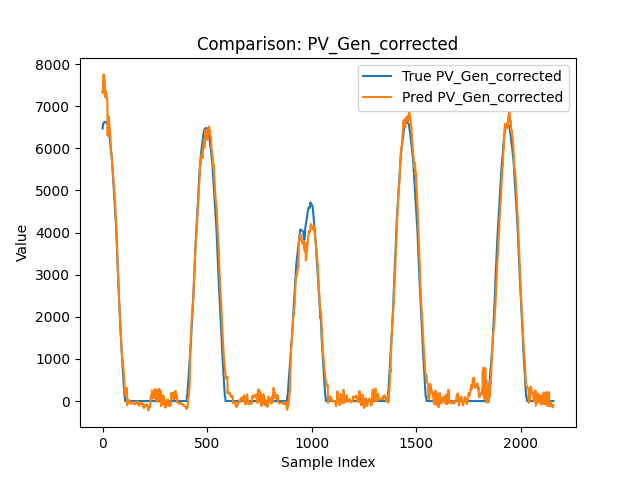 Comparison: PV_Gen_corrected
True PV_Gen_corrected
Pred PV_Gen_corrected
8000
7000
6000
5000
4000
3000
2000
1000
0
Value
0 500 1000 1500 2000
Sample Index